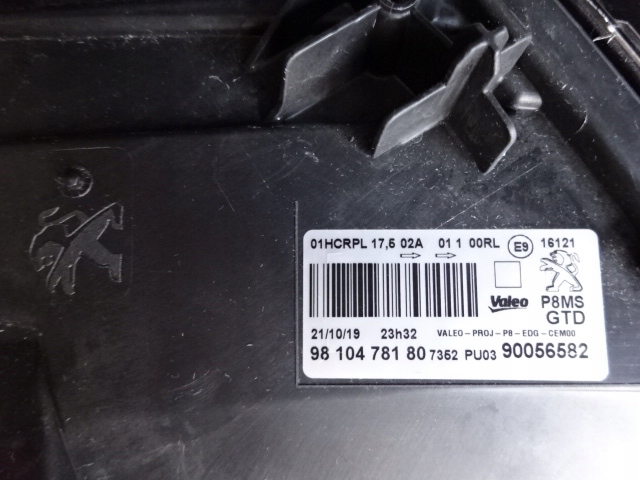 01HCRPL 17,5 02A 01 1 00RL E9 16121
Valeo P8MS
GTD
21/10/19 23h32 VALEO-PROJ-P8-EDG-CEM00
98 104 781 80 7352 PU03 90056582